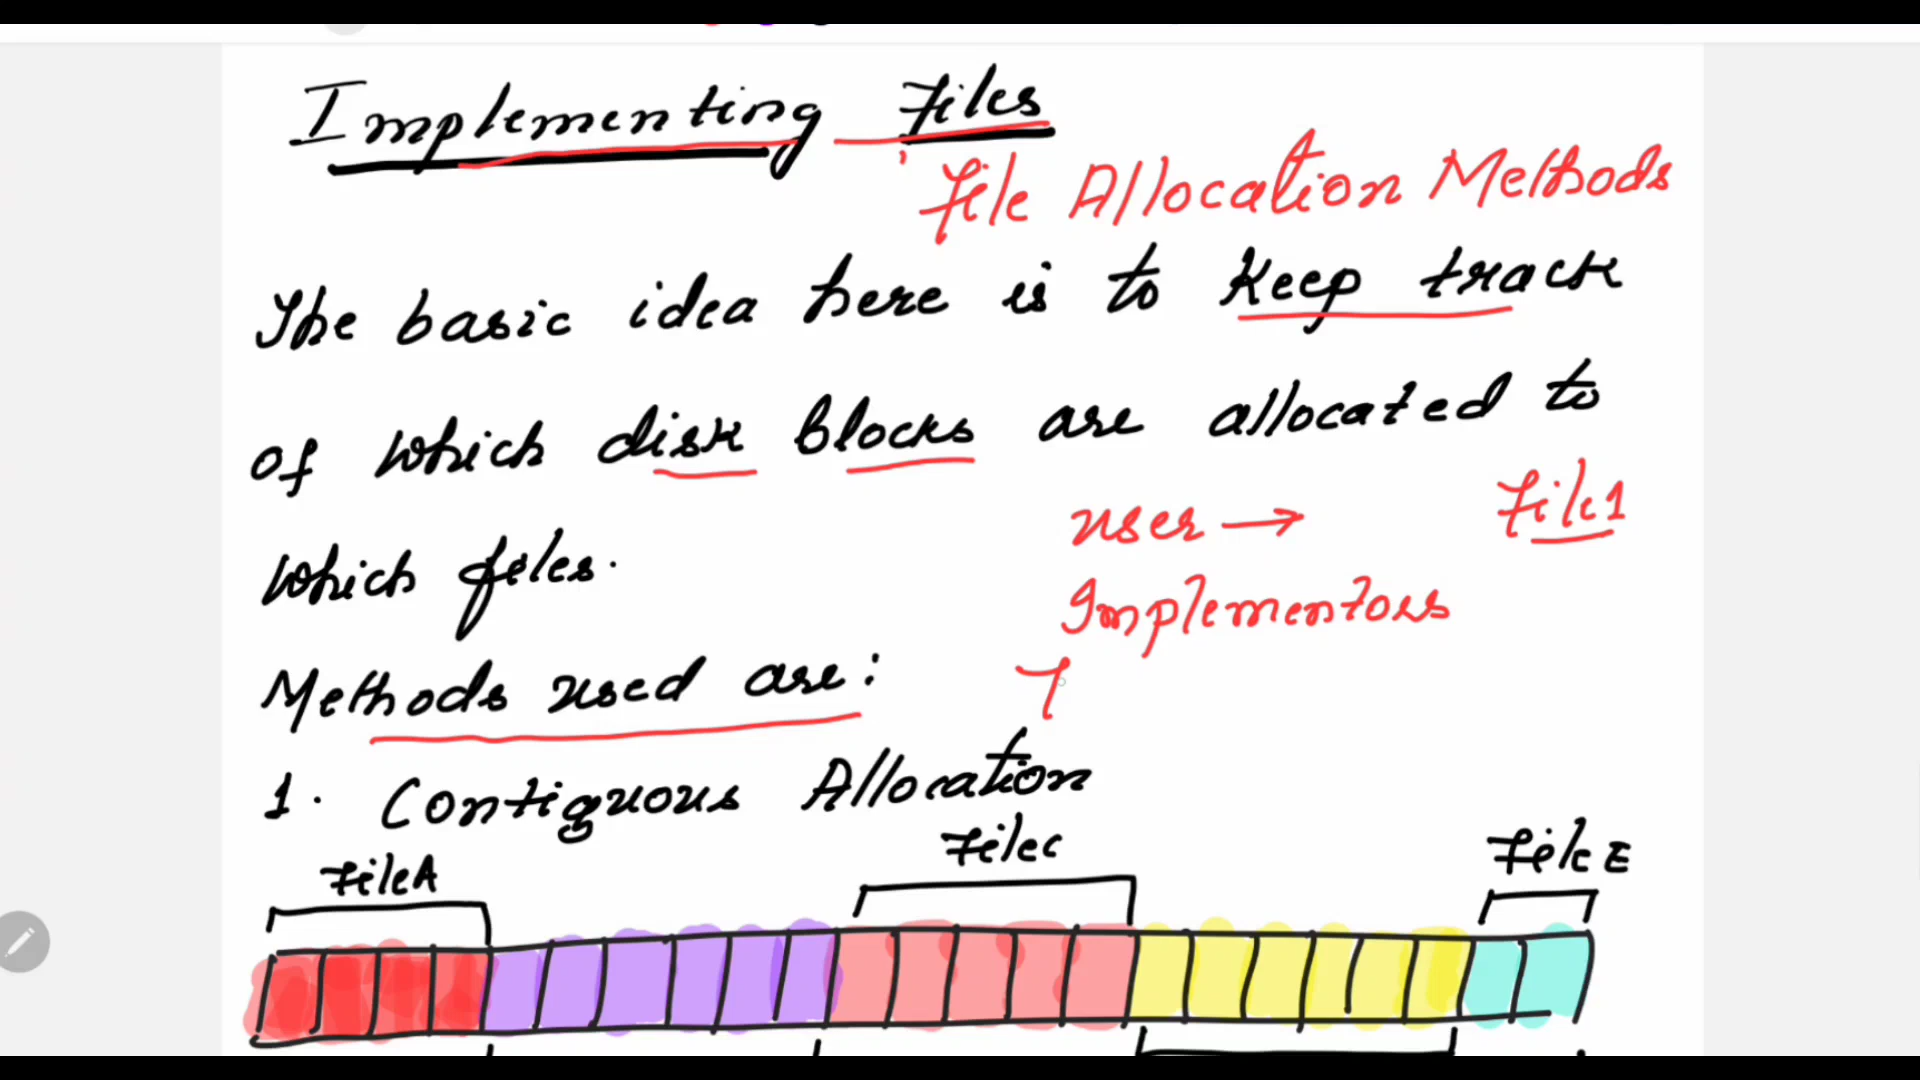 Implementing Files
File Allocation Methods
The basic idea here is to Keep track
of which disk blocks are allocated to
user → File1
which files.
Implementors
Methods used are:
1. Contiguous Allocation
FileA FileC File E